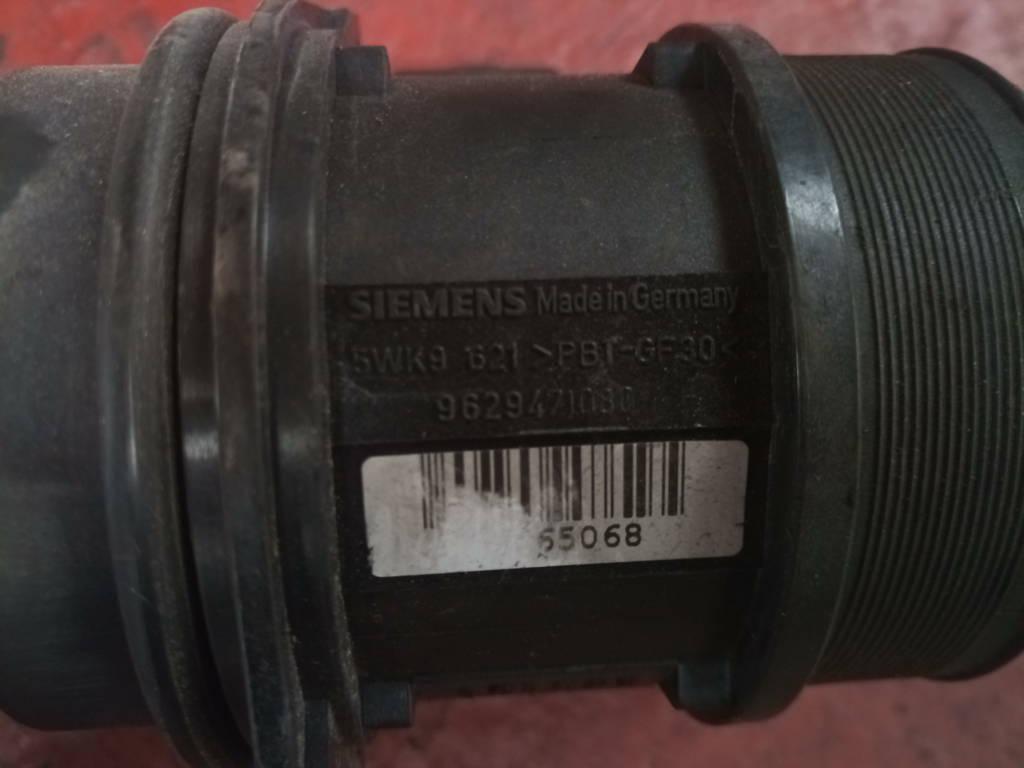 SIEMENS Made in Germany
5WK9 621 >PBT-GF30<
9629471080
65068